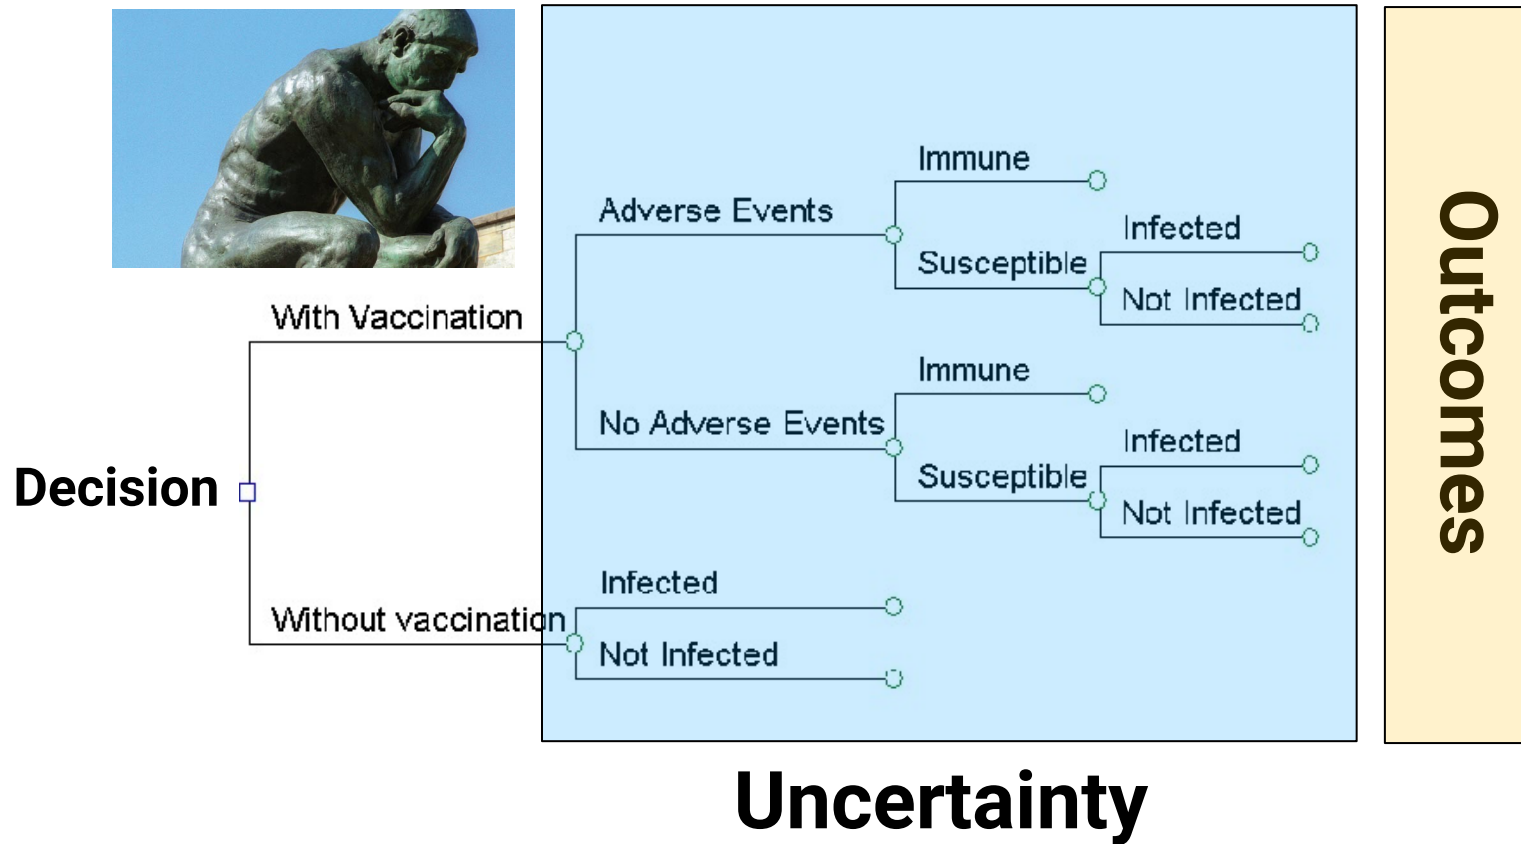 Immune
Adverse Events
Infected
Susceptible
Not Infected
With Vaccination
Immune
No Adverse Events
Infected
Susceptible
Not Infected
Decision
Infected
Without vaccination
Not Infected
Outcomes
Uncertainty